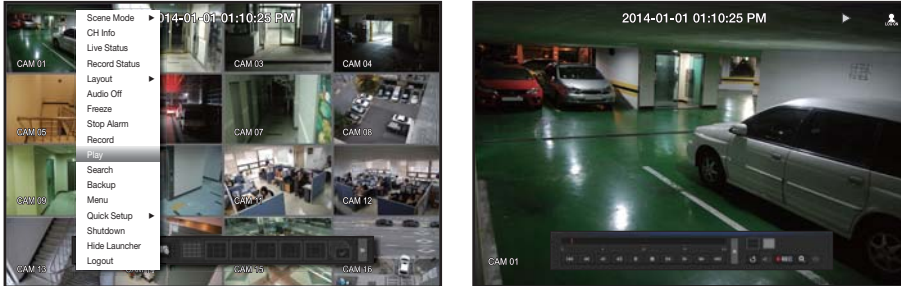 Scene Mode
2014-01-01 01:10:25 PM
CH Info
Live Status
Record Status
Layout
Audio Off
Freeze
Stop Alarm
Record
Play
Search
Backup
Menu
Quick Setup
Shutdown
Hide Launcher
Logout
CAM 01
CAM 03
CAM 04
CAM 05
CAM 07
CAM 08
CAM 09
CAM 11
CAM 12
CAM 13
CAM 15
CAM 16
2014-01-01 01:10:25 PM
LOG ON
CAM 01